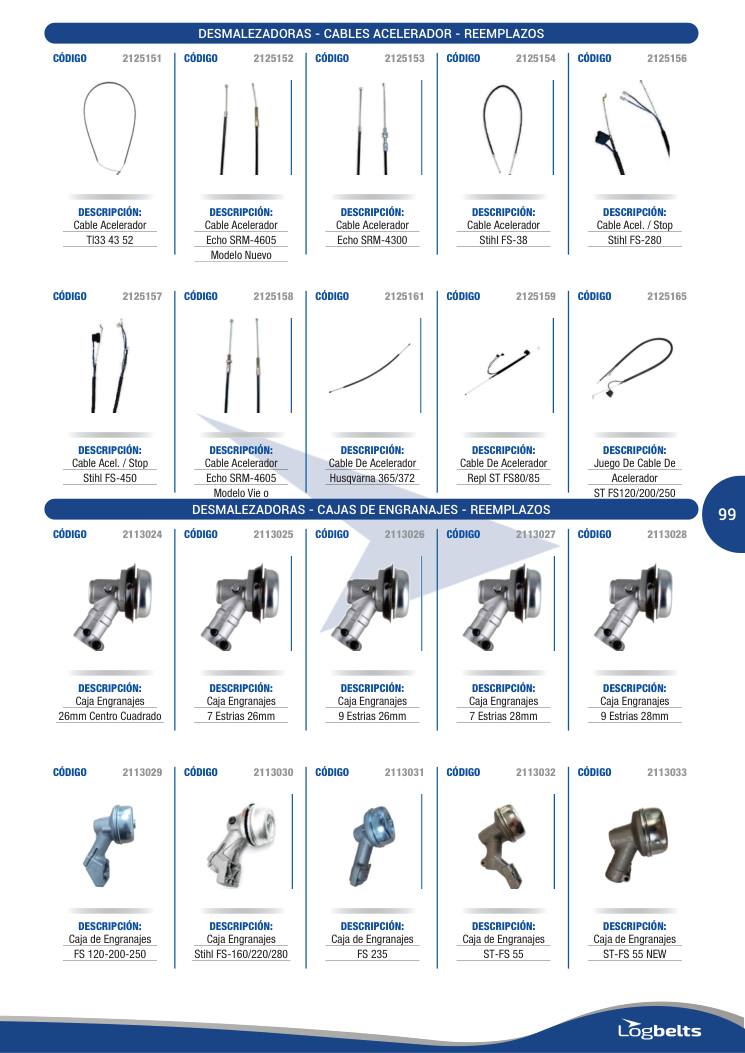 DESMALEZADORAS - CABLES ACELERADOR - REEMPLAZOS
CÓDIGO 2125151
DESCRIPCIÓN:
Cable Acelerador
Tl33 43 52
CÓDIGO 2125152
DESCRIPCIÓN:
Cable Acelerador
Echo SRM-4605
Modelo Nuevo
CÓDIGO 2125153
DESCRIPCIÓN:
Cable Acelerador
Echo SRM-4300
CÓDIGO 2125154
DESCRIPCIÓN:
Cable Acelerador
Stihl FS-38
CÓDIGO 2125156
DESCRIPCIÓN:
Cable Acel. / Stop
Stihl FS-280
CÓDIGO 2125157
DESCRIPCIÓN:
Cable Acel. / Stop
Stihl FS-450
CÓDIGO 2125158
DESCRIPCIÓN:
Cable Acelerador
Echo SRM-4605
Modelo Vie o
CÓDIGO 2125161
DESCRIPCIÓN:
Cable De Acelerador
Husqvarna 365/372
CÓDIGO 2125159
DESCRIPCIÓN:
Cable De Acelerador
Repl ST FS80/85
CÓDIGO 2125165
DESCRIPCIÓN:
Juego De Cable De
Acelerador
ST FS120/200/250
99
DESMALEZADORAS - CAJAS DE ENGRANAJES - REEMPLAZOS
CÓDIGO 2113024
DESCRIPCIÓN:
Caja Engranajes
26mm Centro Cuadrado
CÓDIGO 2113025
DESCRIPCIÓN:
Caja Engranajes
7 Estrias 26mm
CÓDIGO 2113026
DESCRIPCIÓN:
Caja Engranajes
9 Estrias 26mm
CÓDIGO 2113027
DESCRIPCIÓN:
Caja Engranajes
7 Estrias 28mm
CÓDIGO 2113028
DESCRIPCIÓN:
Caja Engranajes
9 Estrias 28mm
CÓDIGO 2113029
DESCRIPCIÓN:
Caja de Engranajes
FS 120-200-250
CÓDIGO 2113030
DESCRIPCIÓN:
Caja Engranajes
Stihl FS-160/220/280
CÓDIGO 2113031
DESCRIPCIÓN:
Caja de Engranajes
FS 235
CÓDIGO 2113032
DESCRIPCIÓN:
Caja de Engranajes
ST-FS 55
CÓDIGO 2113033
DESCRIPCIÓN:
Caja de Engranajes
ST-FS 55 NEW
Logbelts